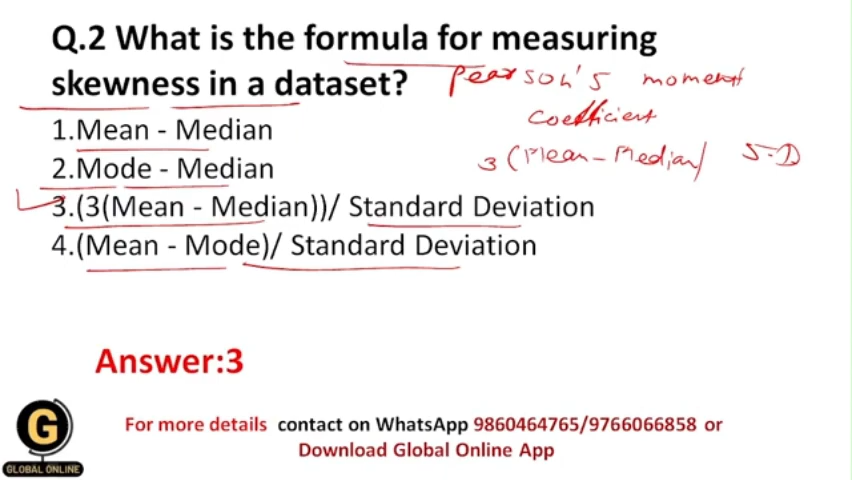 Q.2 What is the formula for measuring
skewness in a dataset?
Pearson's moment
coefficient
1.Mean - Median
3 (Mean - Median/ S.D
2.Mode - Median
3.(3(Mean - Median))/ Standard Deviation
4.(Mean - Mode)/ Standard Deviation
Answer:3
G
GLOBAL ONLINE
For more details contact on WhatsApp 9860464765/9766066858 or
Download Global Online App